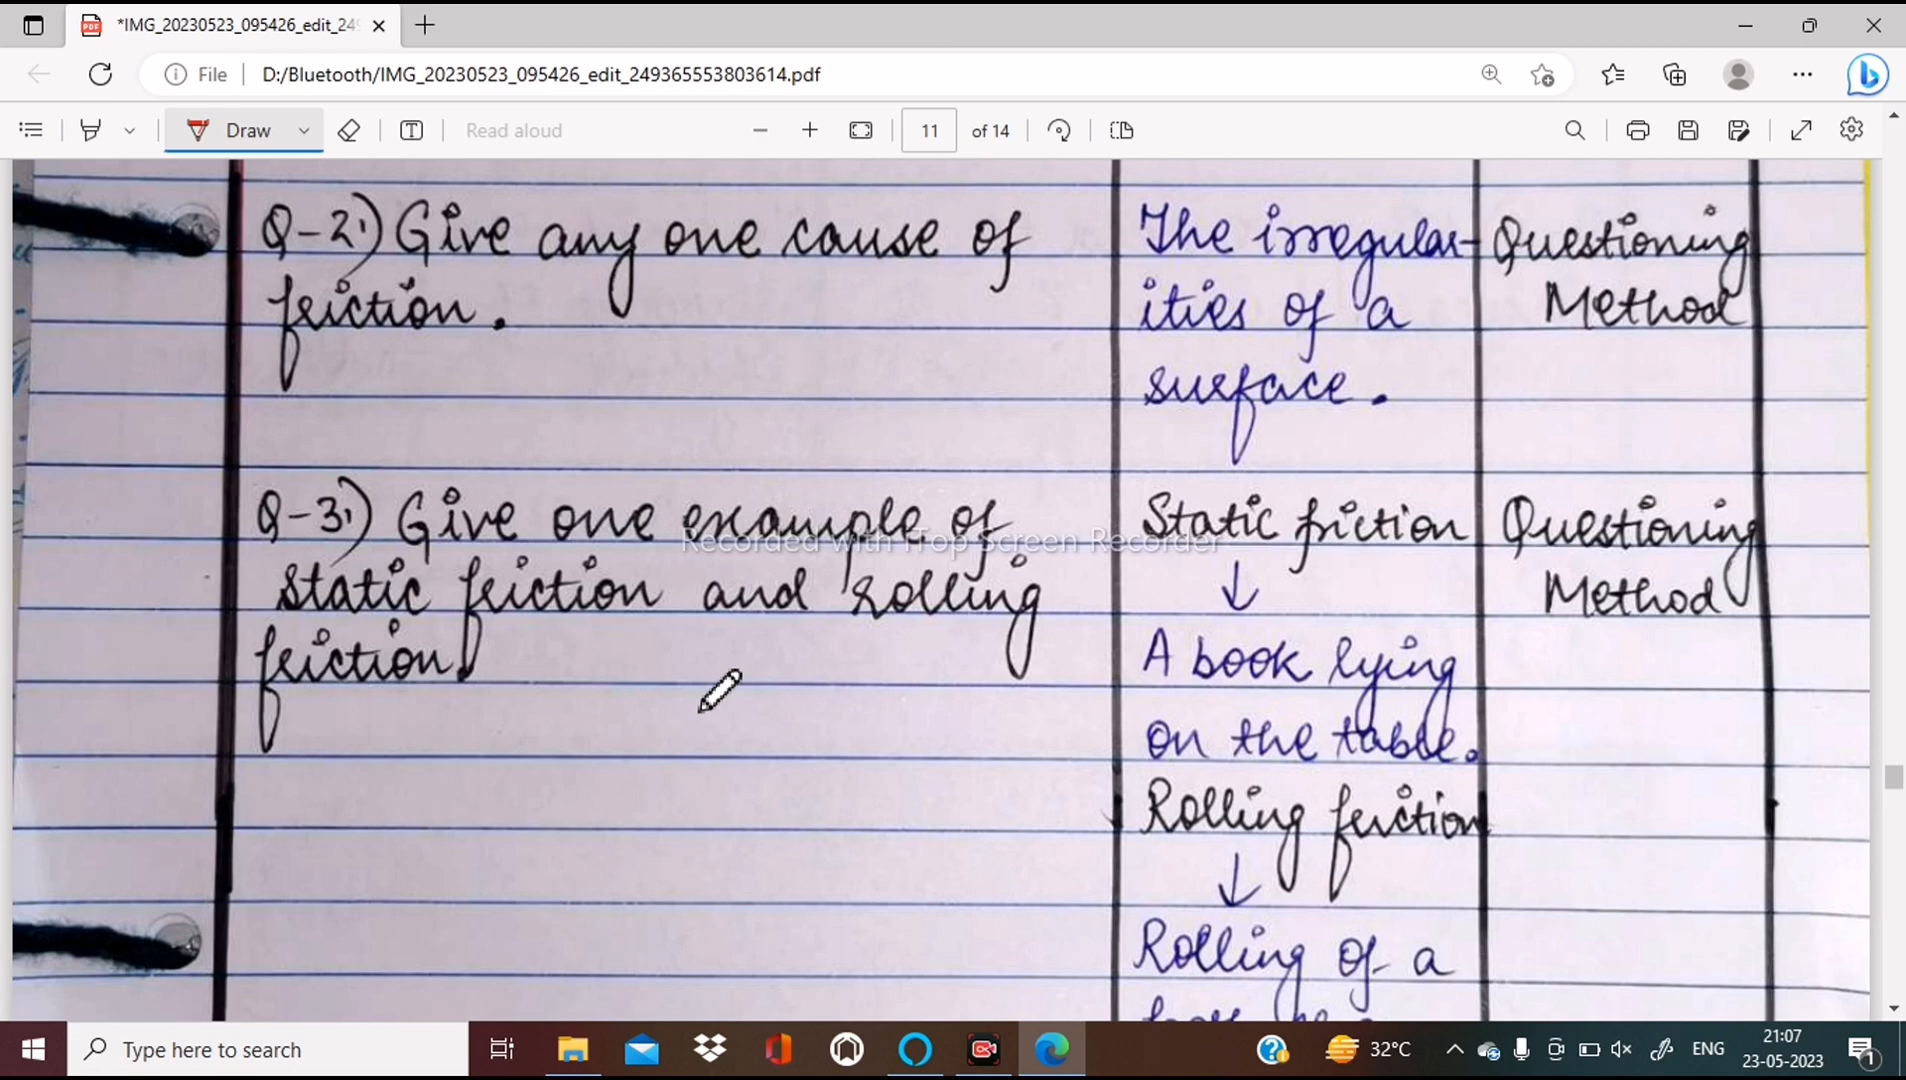 *IMG_20230523_095426_edit_249
File
D:/Bluetooth/IMG_20230523_095426_edit_249365553803614.pdf
Draw
Read aloud
11 of 14
Q-2.) Give any one cause of
friction.
The irregular-
ities of a
surface.
Questioning
Method
Q-3.) Give one example of
static friction and rolling
friction.
Static friction
↓
A book lying
on the table.
Rolling friction
↓
Rolling of a
Questioning
Method
Recorded with iTop Screen Recorder
Type here to search
32°C
ENG
21:07
23-05-2023
1